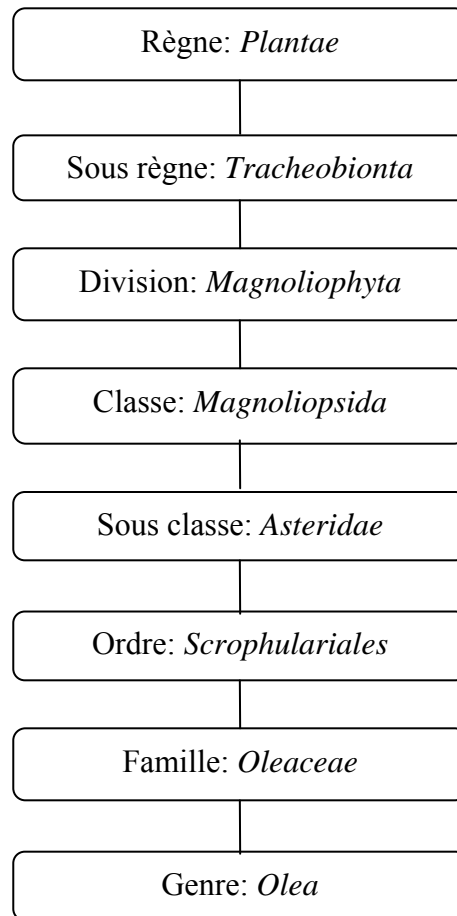 Règne: Plantae
Sous règne: Tracheobionta
Division: Magnoliophyta
Classe: Magnoliopsida
Sous classe: Asteridae
Ordre: Scrophulariales
Famille: Oleaceae
Genre: Olea